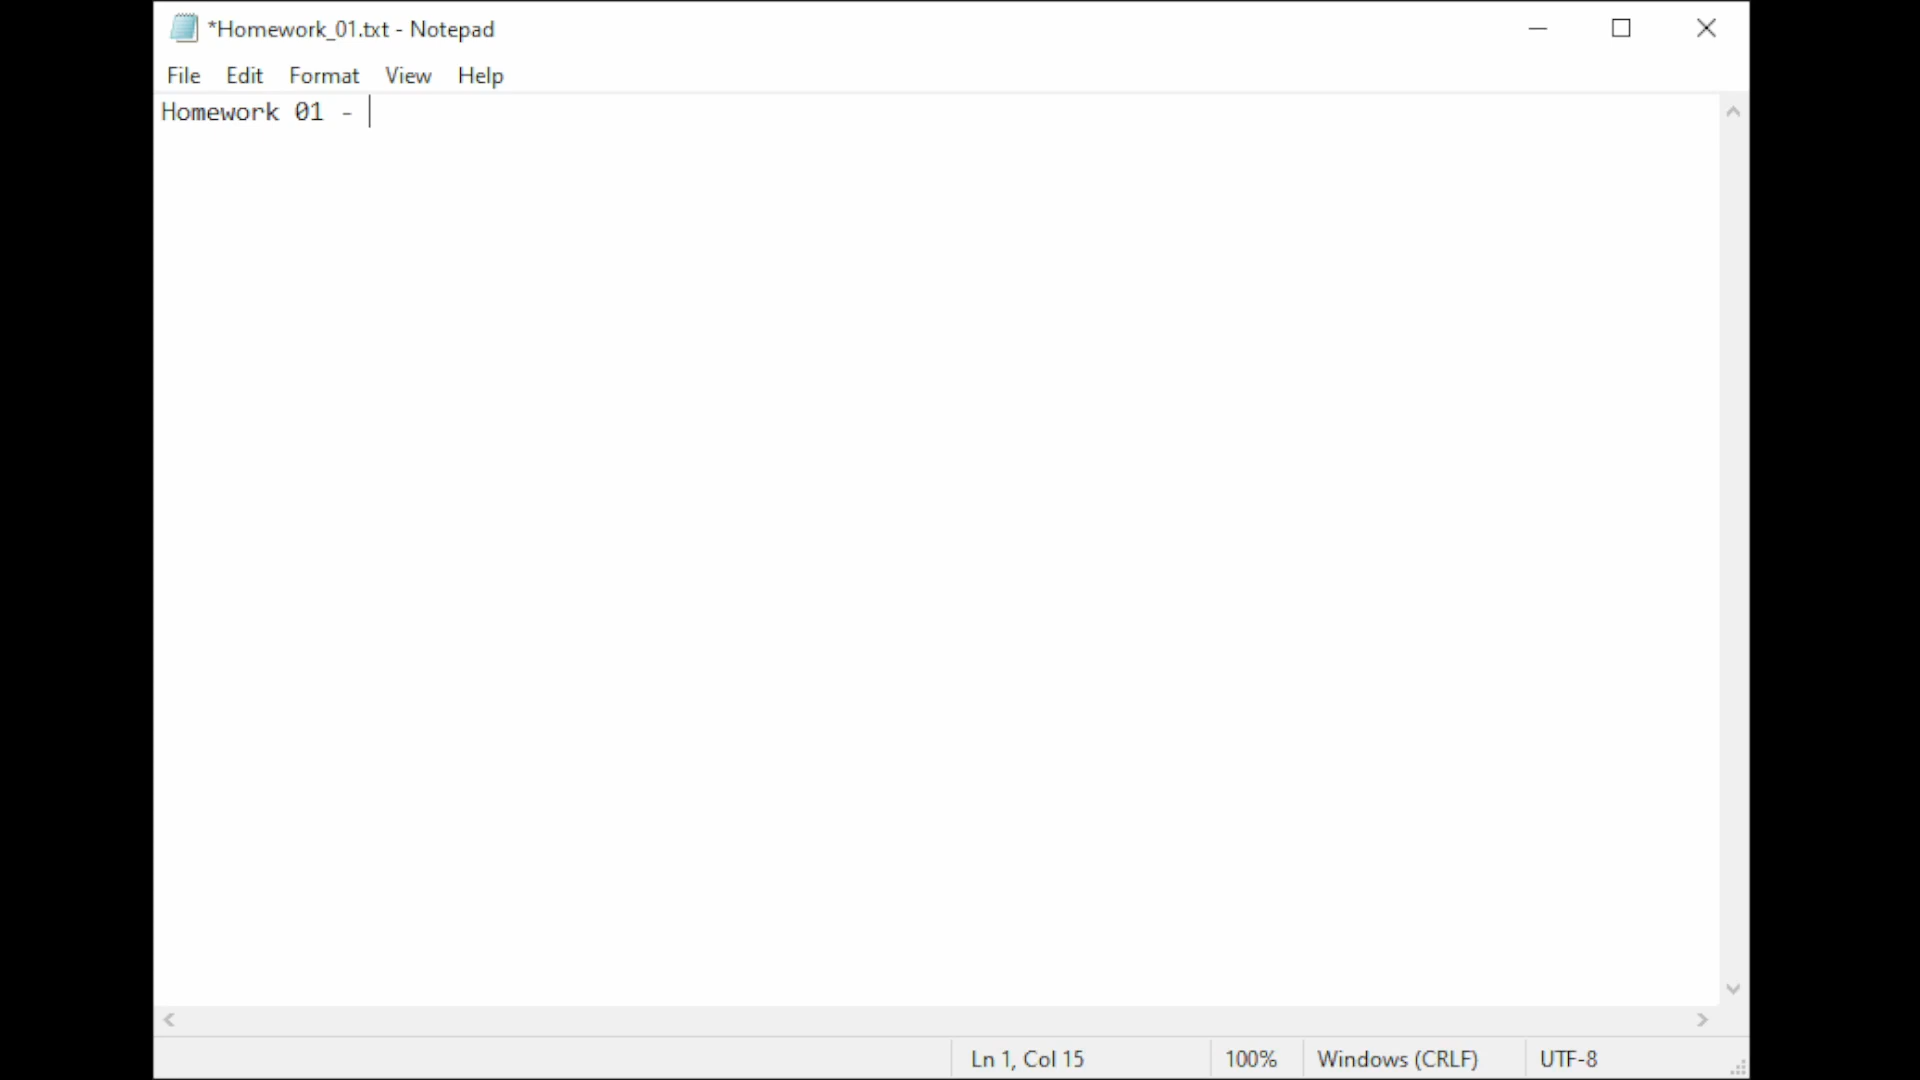 *Homework_01.txt - Notepad
File Edit Format View Help
Homework 01 -
Ln 1, Col 15 100% Windows (CRLF) UTF-8